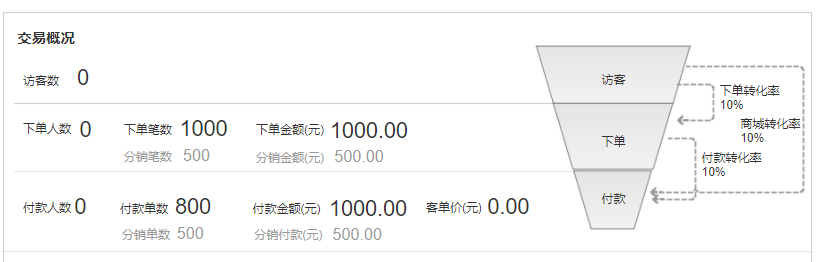 交易概况
访客数 0
下单人数 0 下单笔数 1000 下单金额(元) 1000.00
分销笔数 500 分销金额(元) 500.00
付款人数 0 付款单数 800 付款金额(元) 1000.00 客单价(元) 0.00
分销单数 500 分销付款(元) 500.00
访客
下单转化率
10%
商城转化率
10%
下单
付款转化率
10%
付款